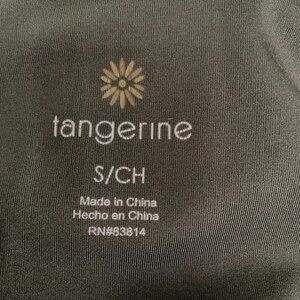 tangerine
S/CH
Made in China
Hecho en China
RN#83814